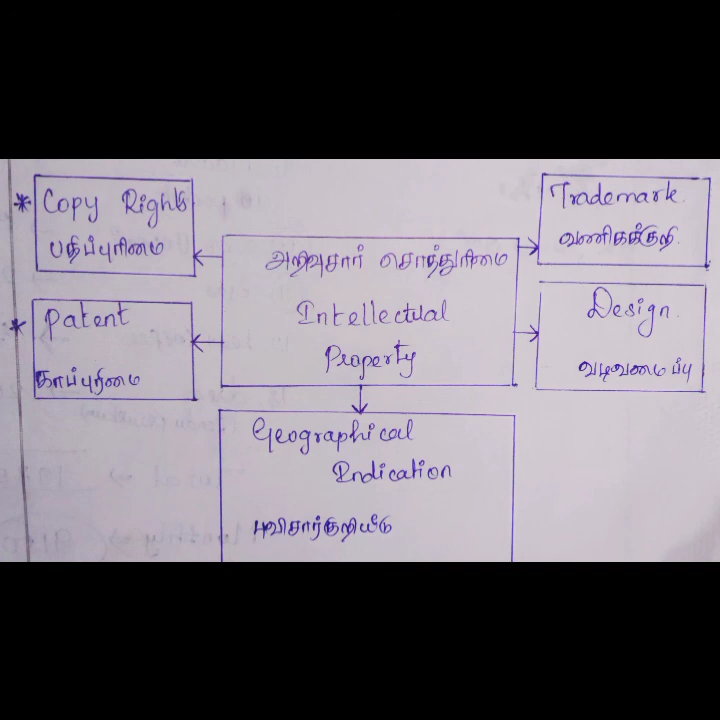 * Copy Rights
பதிப்புரிமை
* Patent
காப்புரிமை
அறிவுசார் சொத்துரிமை
Intellectual
Property
Trademark.
வணிகக்குறி.
Design.
வடிவமைப்பு
Geographical
Indication
புவிசார்குறியீடு